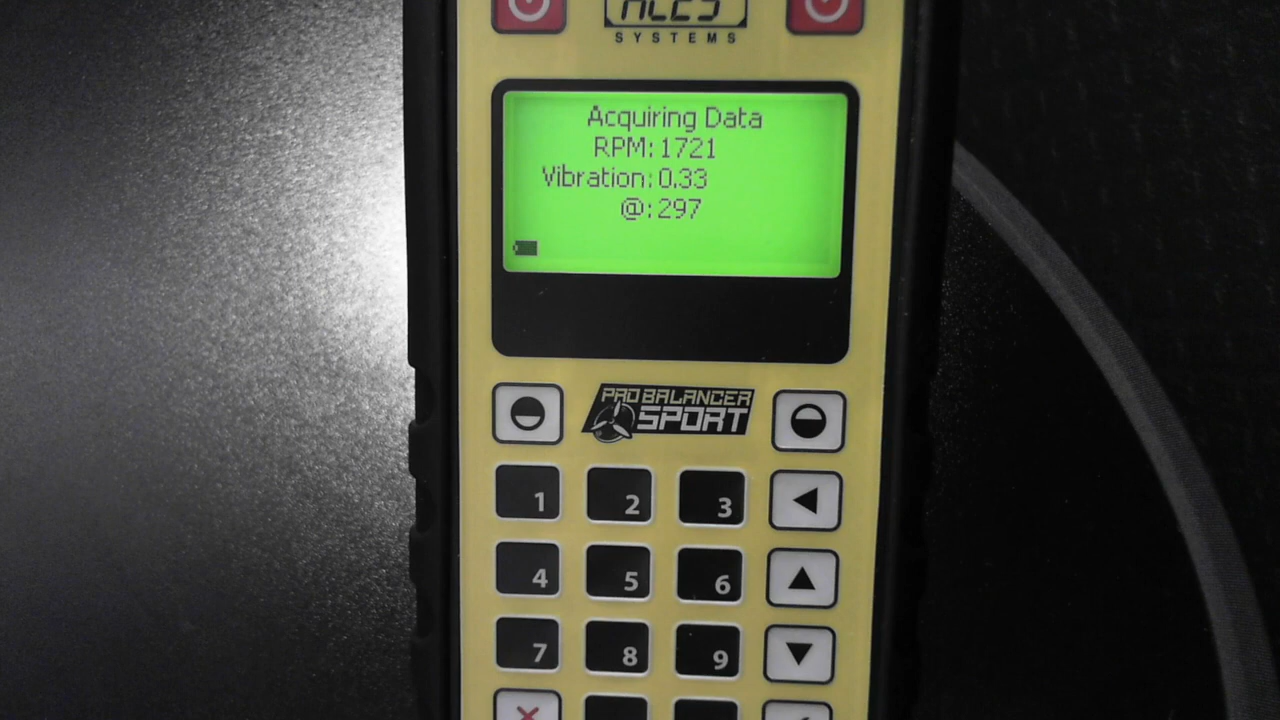 ACES
SYSTEMS
Acquiring Data
RPM: 1721
Vibration: 0.33
@: 297
PRO BALANCER
SPORT
1 2 3
4 5 6
7 8 9